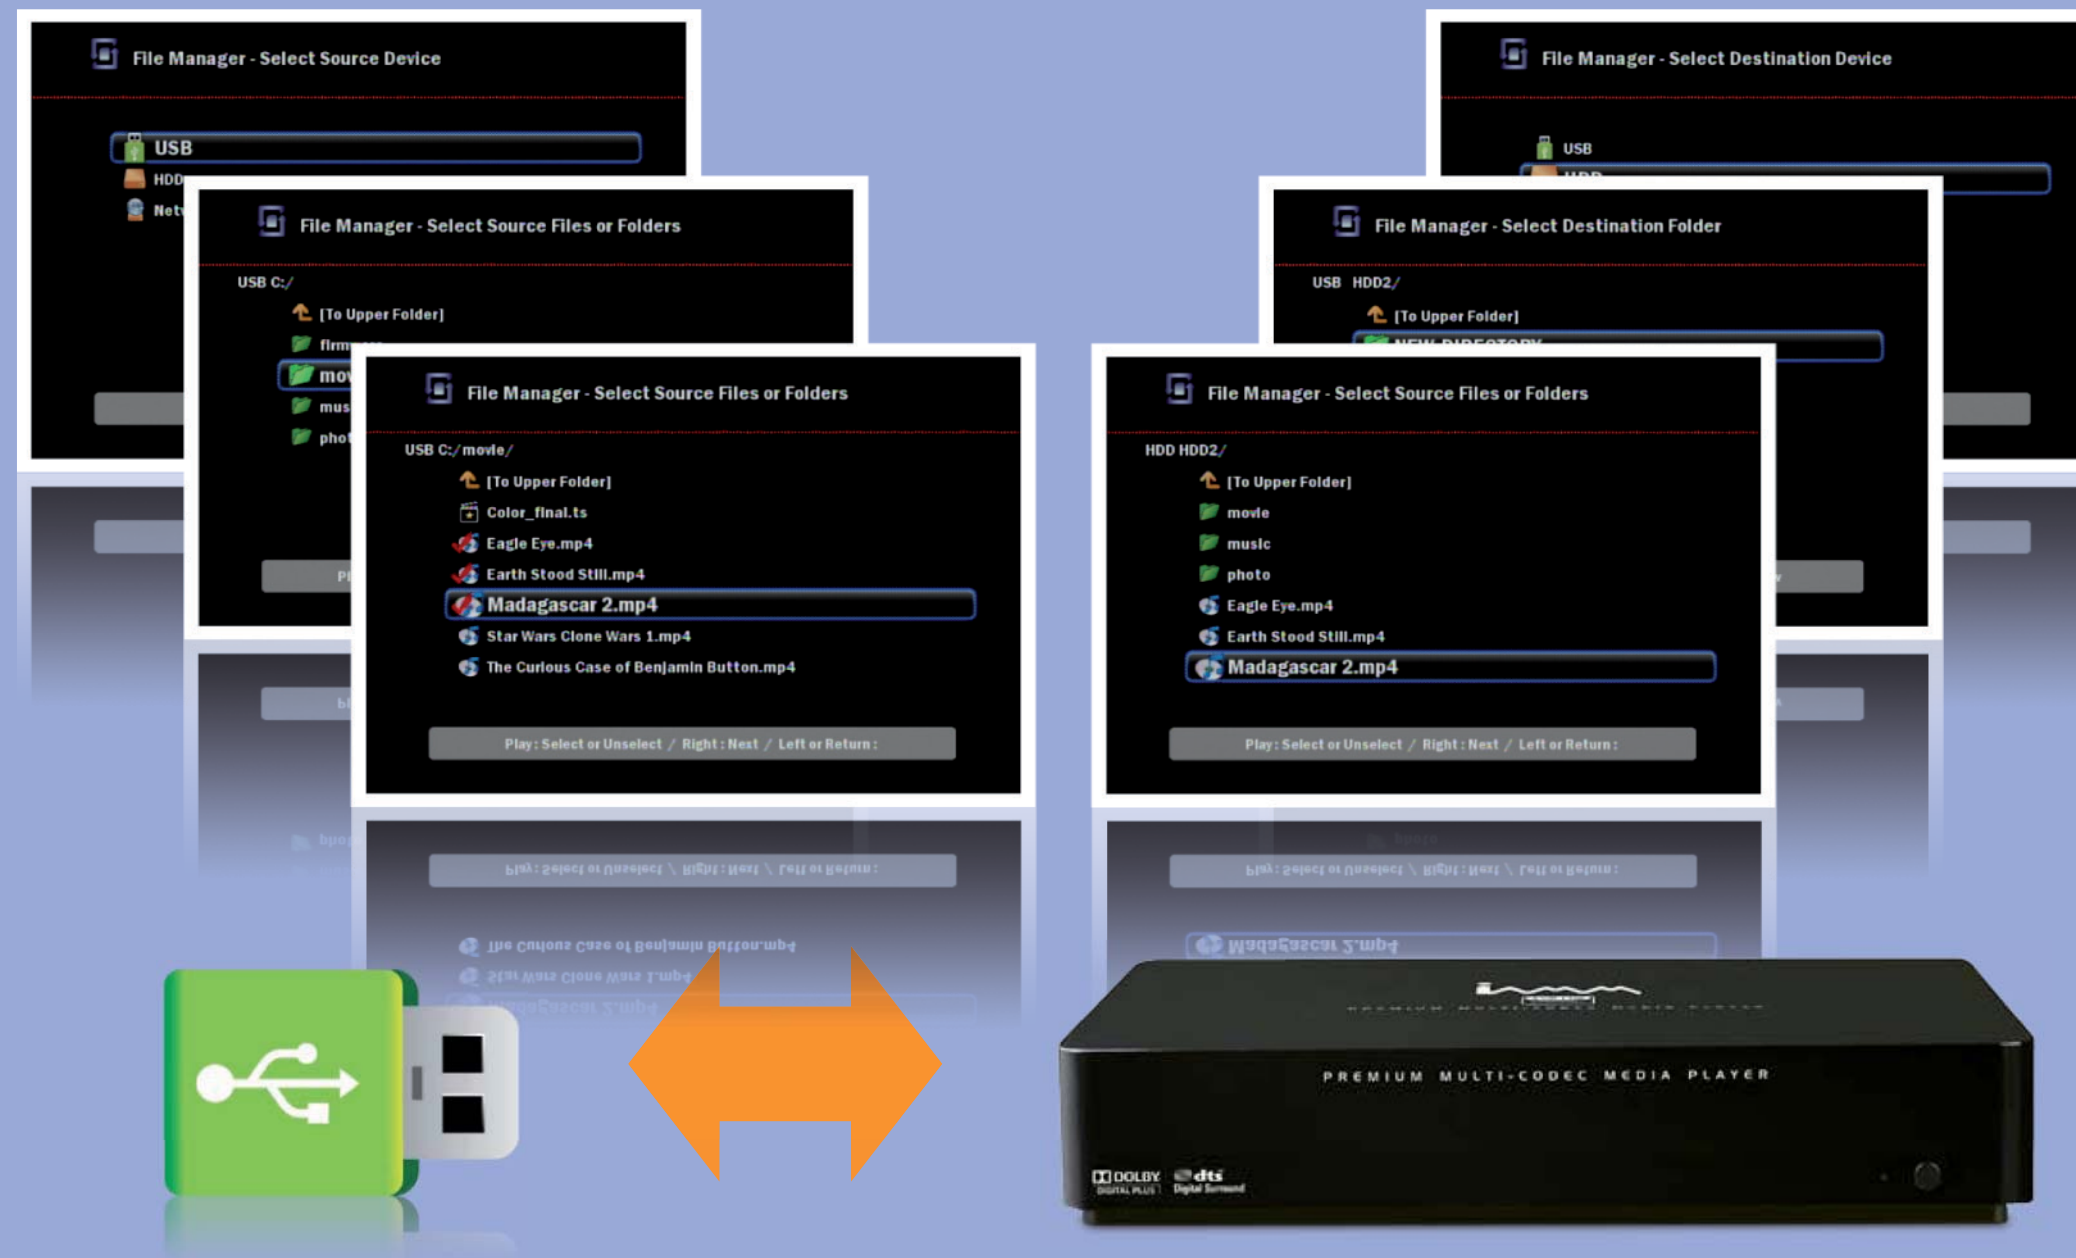 File Manager - Select Source Device
USB
HDD
File Manager - Select Source Files or Folders
USB C:/
[To Upper Folder]
File Manager - Select Source Files or Folders
USB C:/movie/
[To Upper Folder]
Color_final.ts
Eagle Eye.mp4
Earth Stood Still.mp4
Madagascar 2.mp4
Star Wars Clone Wars 1.mp4
The Curious Case of Benjamin Button.mp4
Play : Select or Unselect / Right : Next / Left or Return :
File Manager - Select Destination Device
USB
HDD
File Manager - Select Destination Folder
USB HDD2/
[To Upper Folder]
NEW DIRECTORY
File Manager - Select Source Files or Folders
HDD HDD2/
[To Upper Folder]
movie
music
photo
Eagle Eye.mp4
Earth Stood Still.mp4
Madagascar 2.mp4
Play : Select or Unselect / Right : Next / Left or Return :
PREMIUM MULTI-CODEC MEDIA PLAYER
DOLBY
DIGITAL PLUS
dts
Digital Surround